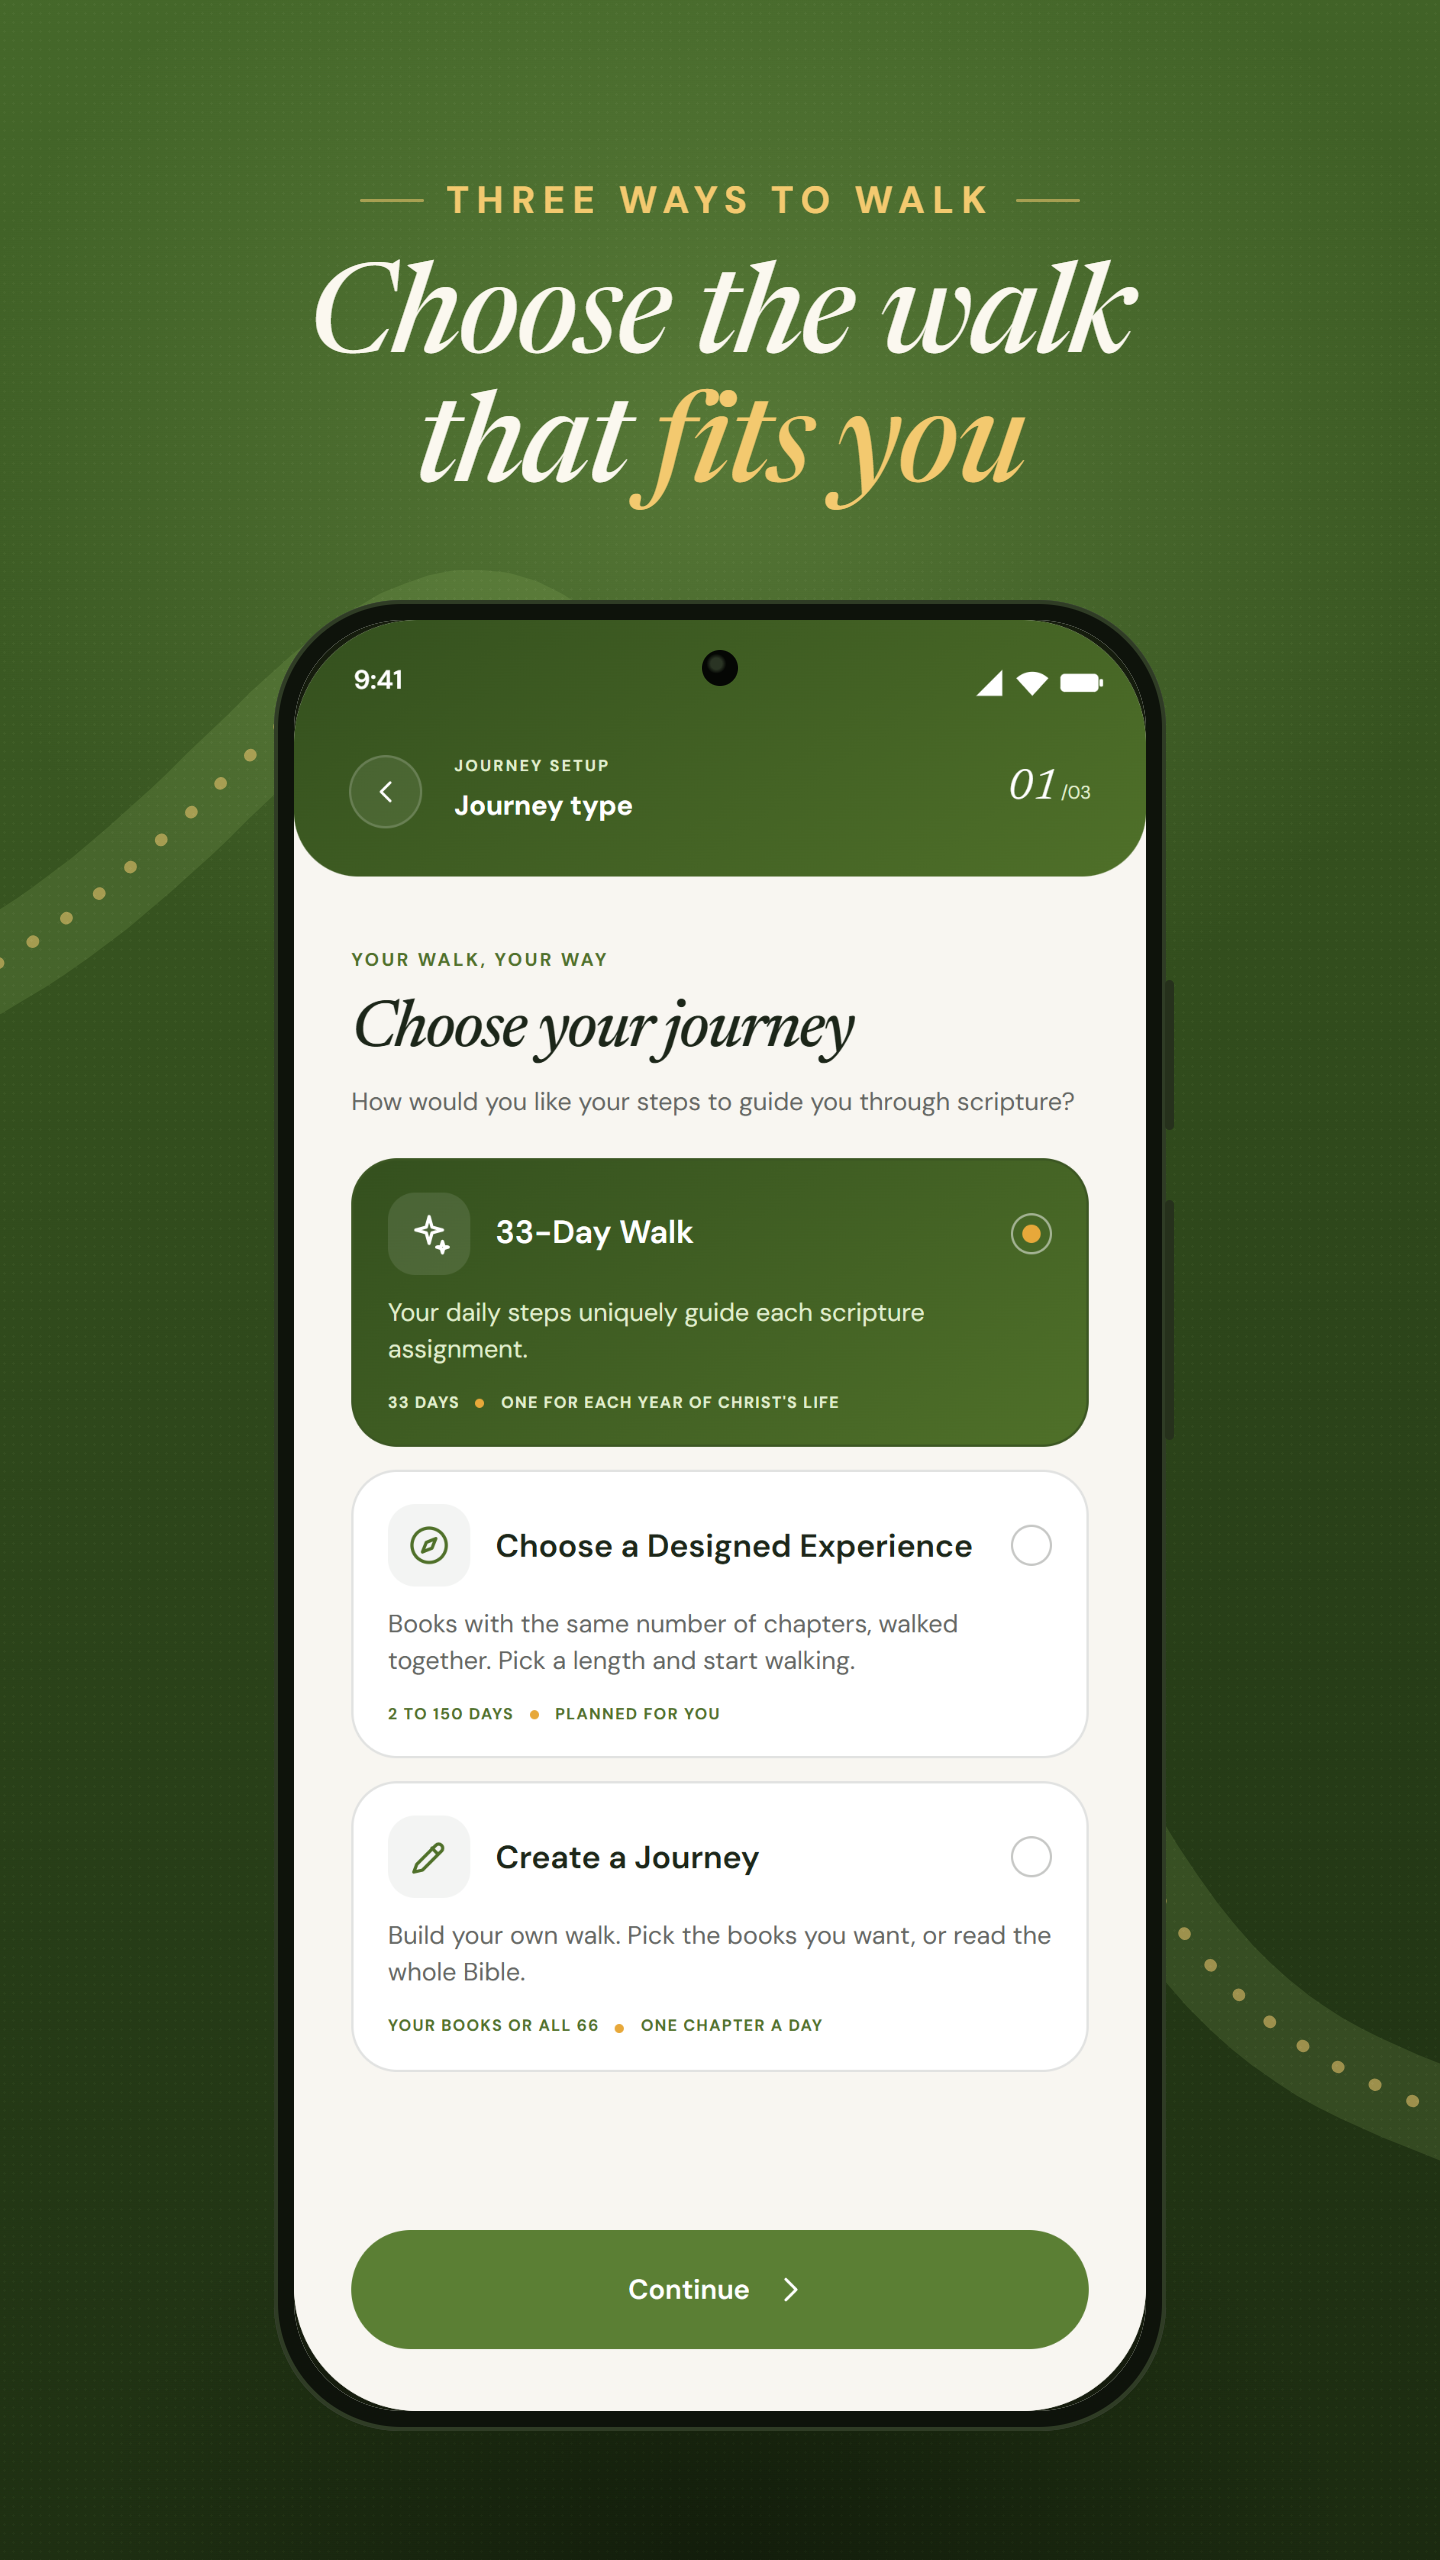 THREE WAYS TO WALK
Choose the walk
that fits you
9:41
JOURNEY SETUP
Journey type
01 /03
YOUR WALK, YOUR WAY
Choose your journey
How would you like your steps to guide you through scripture?
33-Day Walk
Your daily steps uniquely guide each scripture
assignment.
33 DAYS • ONE FOR EACH YEAR OF CHRIST'S LIFE
Choose a Designed Experience
Books with the same number of chapters, walked
together. Pick a length and start walking.
2 TO 150 DAYS • PLANNED FOR YOU
Create a Journey
Build your own walk. Pick the books you want, or read the
whole Bible.
YOUR BOOKS OR ALL 66 • ONE CHAPTER A DAY
Continue